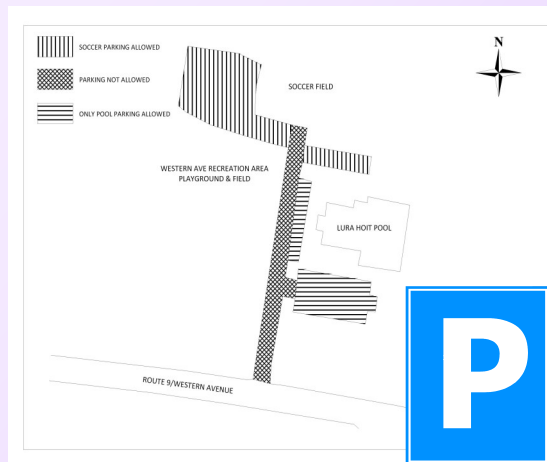 SOCCER PARKING ALLOWED
PARKING NOT ALLOWED
ONLY POOL PARKING ALLOWED
N
SOCCER FIELD
WESTERN AVE RECREATION AREA
PLAYGROUND & FIELD
LURA HOIT POOL
ROUTE 9/WESTERN AVENUE
P